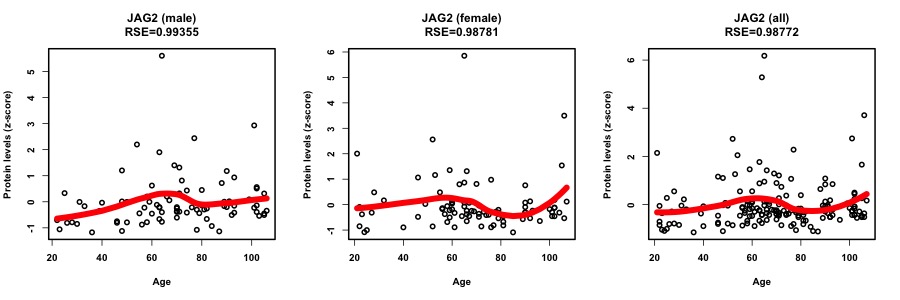 JAG2 (male)
RSE=0.99355
Protein levels (z-score)
5
4
3
2
1
0
-1
20
40
60
80
100
Age
JAG2 (female)
RSE=0.98781
Protein levels (z-score)
6
5
4
3
2
1
0
-1
20
40
60
80
100
Age
JAG2 (all)
RSE=0.98772
Protein levels (z-score)
6
4
2
0
20
40
60
80
100
Age